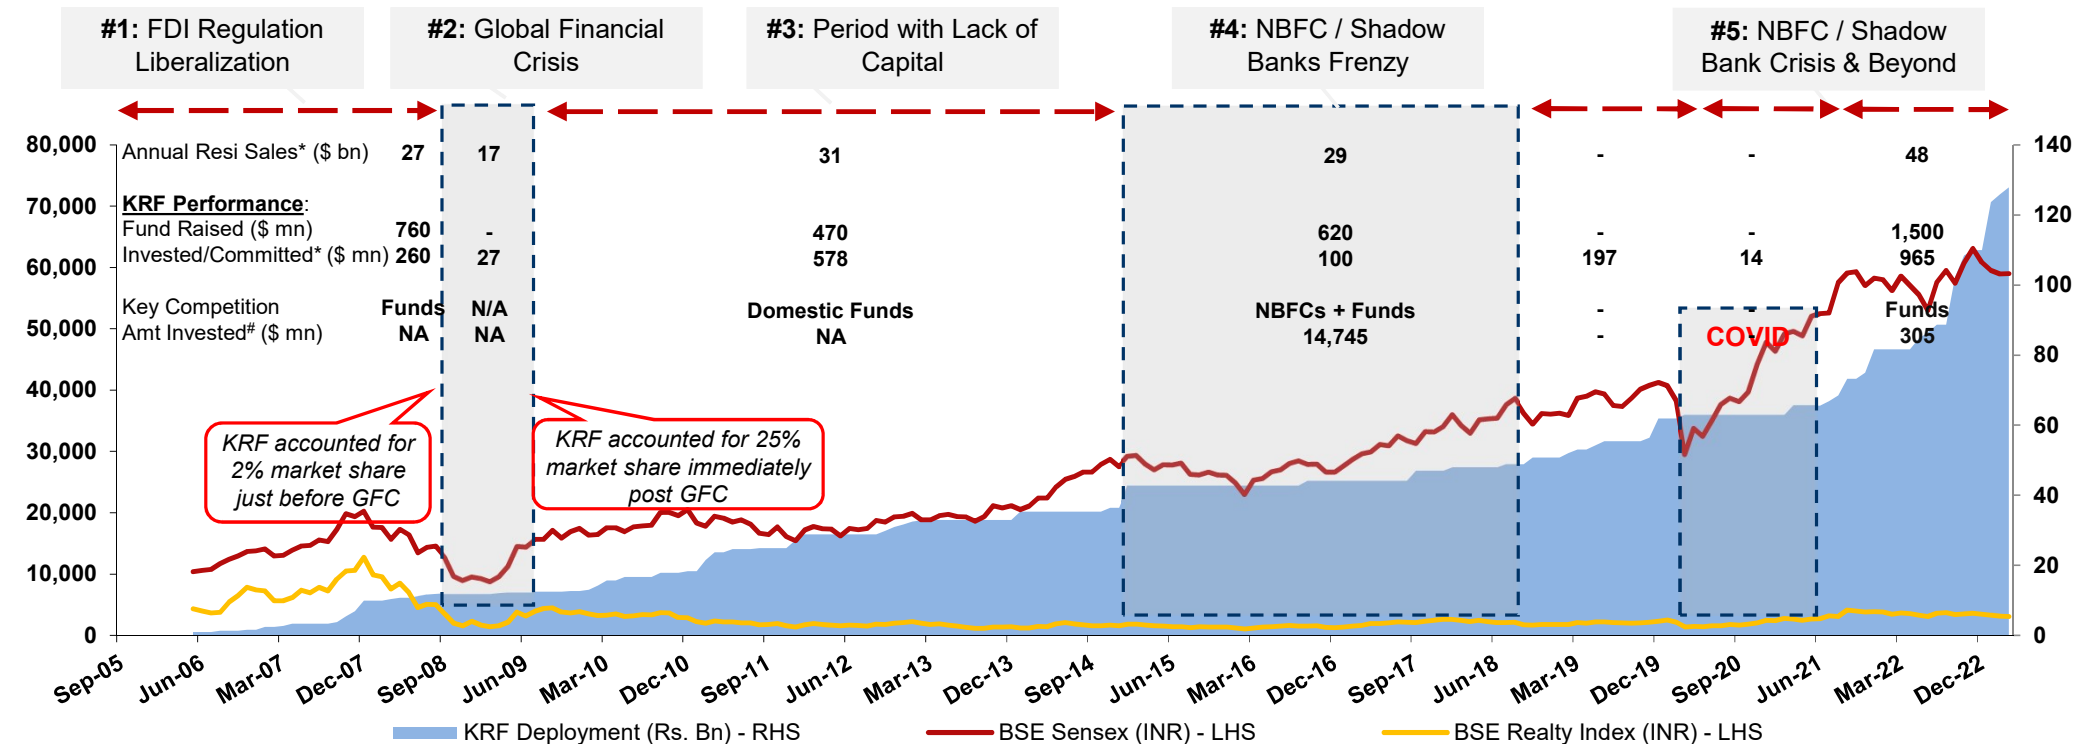 #1: FDI Regulation
Liberalization
#2: Global Financial
Crisis
#3: Period with Lack of
Capital
#4: NBFC / Shadow
Banks Frenzy
#5: NBFC / Shadow
Bank Crisis & Beyond
80,000
70,000
60,000
50,000
40,000
30,000
20,000
10,000
0
Annual Resi Sales* ($ bn) 27 17 31 29 - - 48
KRF Performance:
Fund Raised ($ mn) 760 - 470 620 - - 1,500
Invested/Committed* ($ mn) 260 27 578 100 197 14 965
Key Competition Funds N/A Domestic Funds NBFCs + Funds - - Funds
Amt Invested# ($ mn) NA NA NA 14,745 - - 305
COVID
KRF accounted for
2% market share
just before GFC
KRF accounted for 25%
market share immediately
post GFC
140
120
100
80
60
40
20
0
Sep-05 Jun-06 Mar-07 Dec-07 Sep-08 Jun-09 Mar-10 Dec-10 Sep-11 Jun-12 Mar-13 Dec-13 Sep-14 Jun-15 Mar-16 Dec-16 Sep-17 Jun-18 Mar-19 Dec-19 Sep-20 Jun-21 Mar-22 Dec-22
KRF Deployment (Rs. Bn) - RHS BSE Sensex (INR) - LHS BSE Realty Index (INR) - LHS